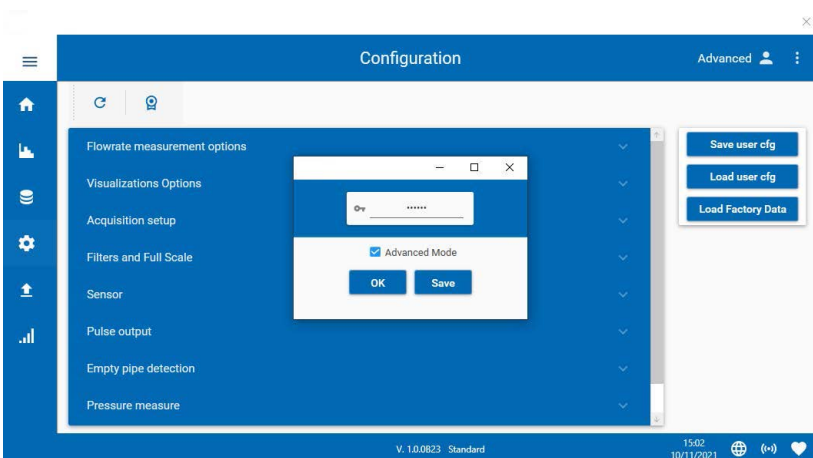 Configuration
Advanced
Flowrate measurement options
Visualizations Options
Acquisition setup
Filters and Full Scale
Sensor
Pulse output
Empty pipe detection
Pressure measure
••••••
Advanced Mode
OK Save
Save user cfg
Load user cfg
Load Factory Data
V. 1.0.0823 Standard
15:02
10/11/2021